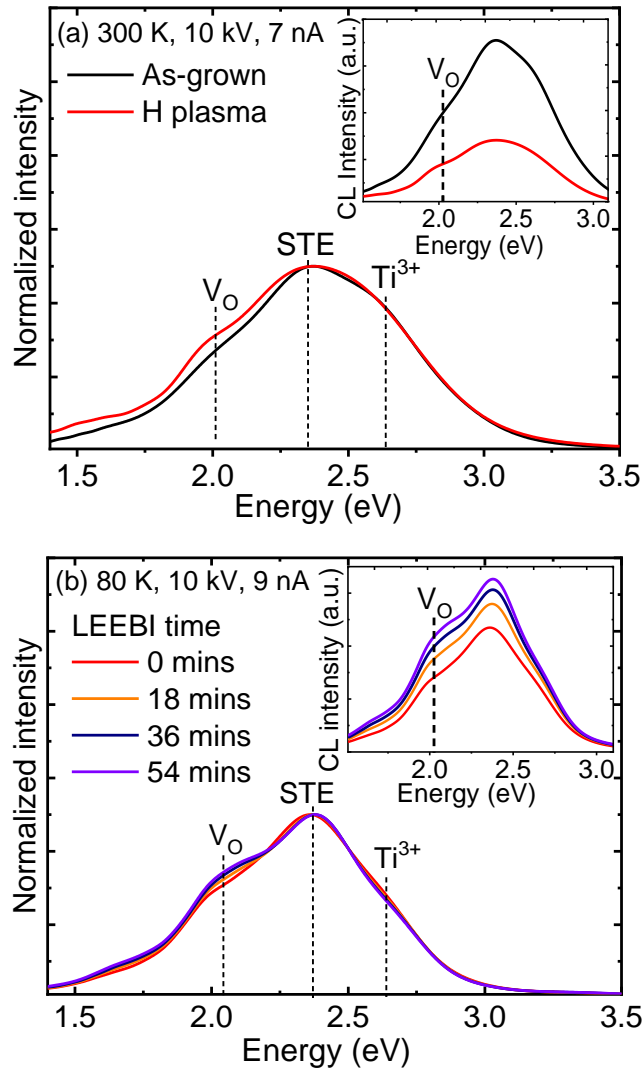 (a) 300 K, 10 kV, 7 nA
As-grown
H plasma
Normalized intensity
V_O
STE
Ti³⁺
1.5 2.0 2.5 3.0 3.5
Energy (eV)
CL Intensity (a.u.)
V_O
2.0 2.5 3.0
Energy (eV)
(b) 80 K, 10 kV, 9 nA
LEEBI time
0 mins
18 mins
36 mins
54 mins
Normalized intensity
V_O
STE
Ti³⁺
1.5 2.0 2.5 3.0 3.5
Energy (eV)
CL intensity (a.u.)
V_O
2.0 2.5 3.0
Energy (eV)